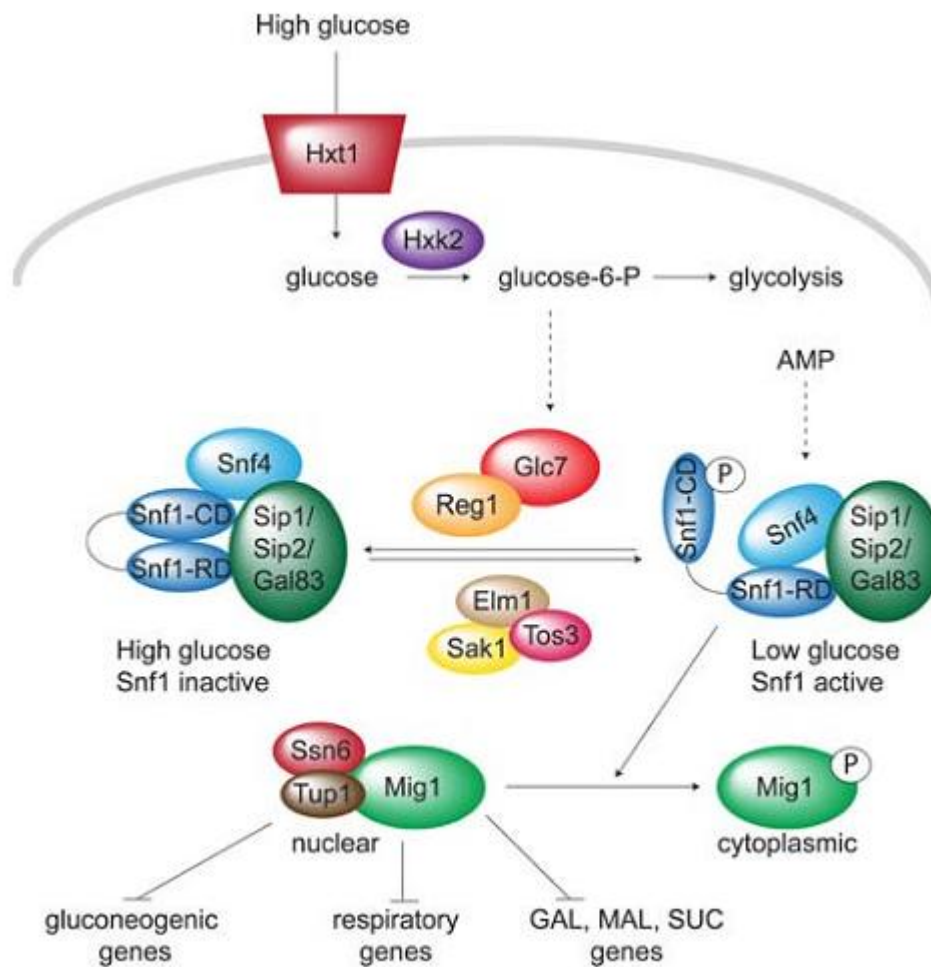 High glucose
Hxt1
Hxk2
glucose
glucose-6-P
glycolysis
AMP
Snf4
Snf1-CD
Snf1-RD
Sip1/
Sip2/
Gal83
Glc7
Reg1
P
Snf1-CD
Snf4
Snf1-RD
Sip1/
Sip2/
Gal83
Elm1
Sak1
Tos3
High glucose
Snf1 inactive
Low glucose
Snf1 active
Ssn6
Tup1
Mig1
nuclear
P
Mig1
cytoplasmic
gluconeogenic
genes
respiratory
genes
GAL, MAL, SUC
genes